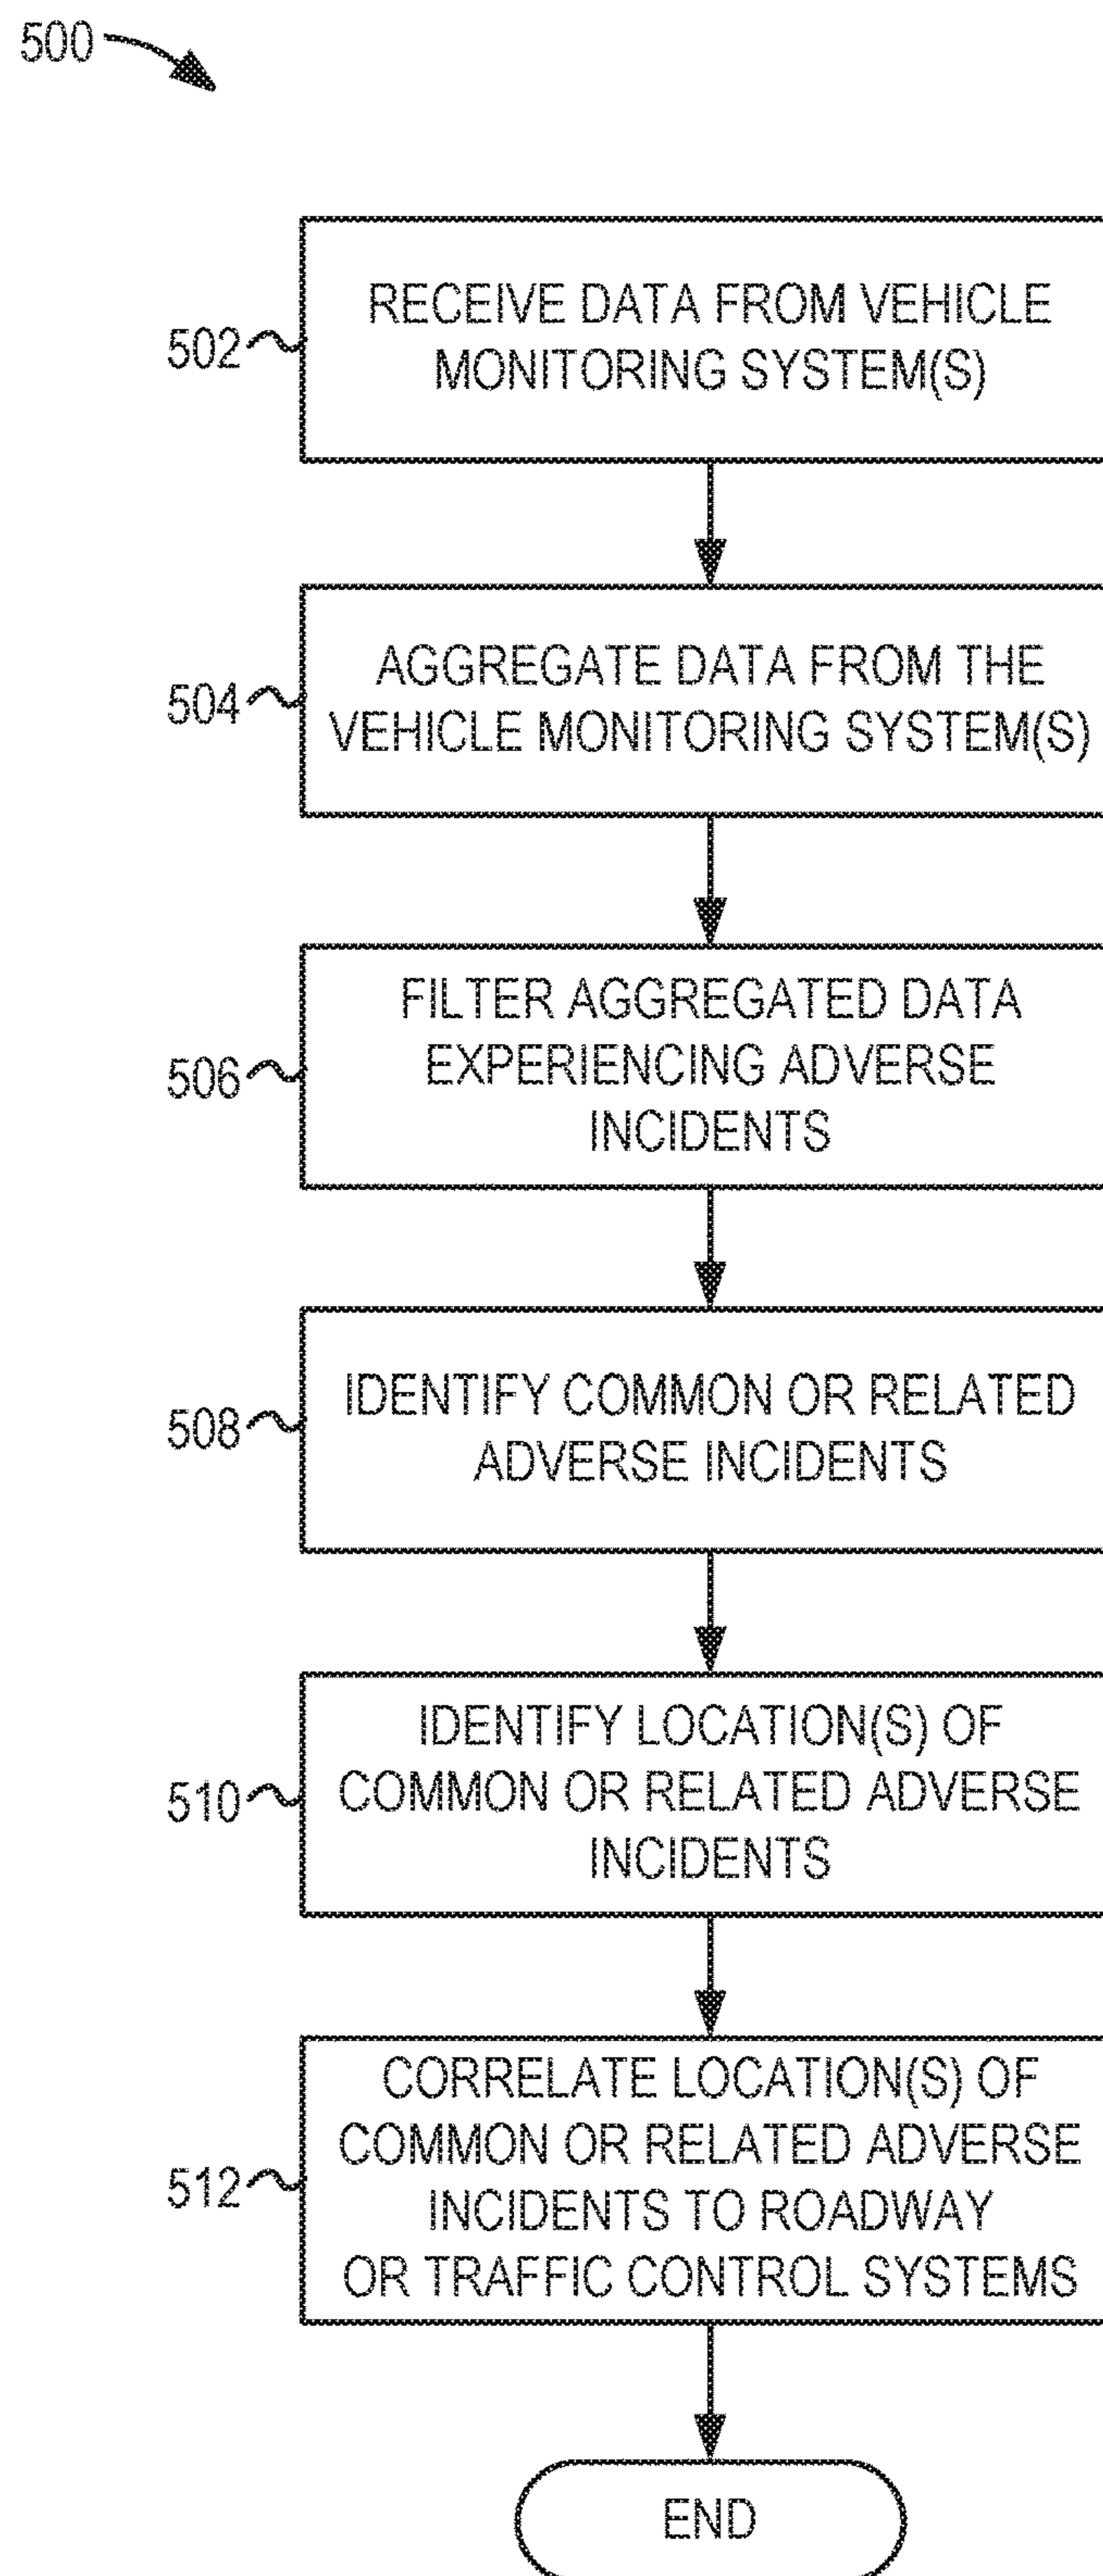 500
502
RECEIVE DATA FROM VEHICLE
MONITORING SYSTEM(S)
504
AGGREGATE DATA FROM THE
VEHICLE MONITORING SYSTEM(S)
506
FILTER AGGREGATED DATA
EXPERIENCING ADVERSE
INCIDENTS
508
IDENTIFY COMMON OR RELATED
ADVERSE INCIDENTS
510
IDENTIFY LOCATION(S) OF
COMMON OR RELATED ADVERSE
INCIDENTS
512
CORRELATE LOCATION(S) OF
COMMON OR RELATED ADVERSE
INCIDENTS TO ROADWAY
OR TRAFFIC CONTROL SYSTEMS
END